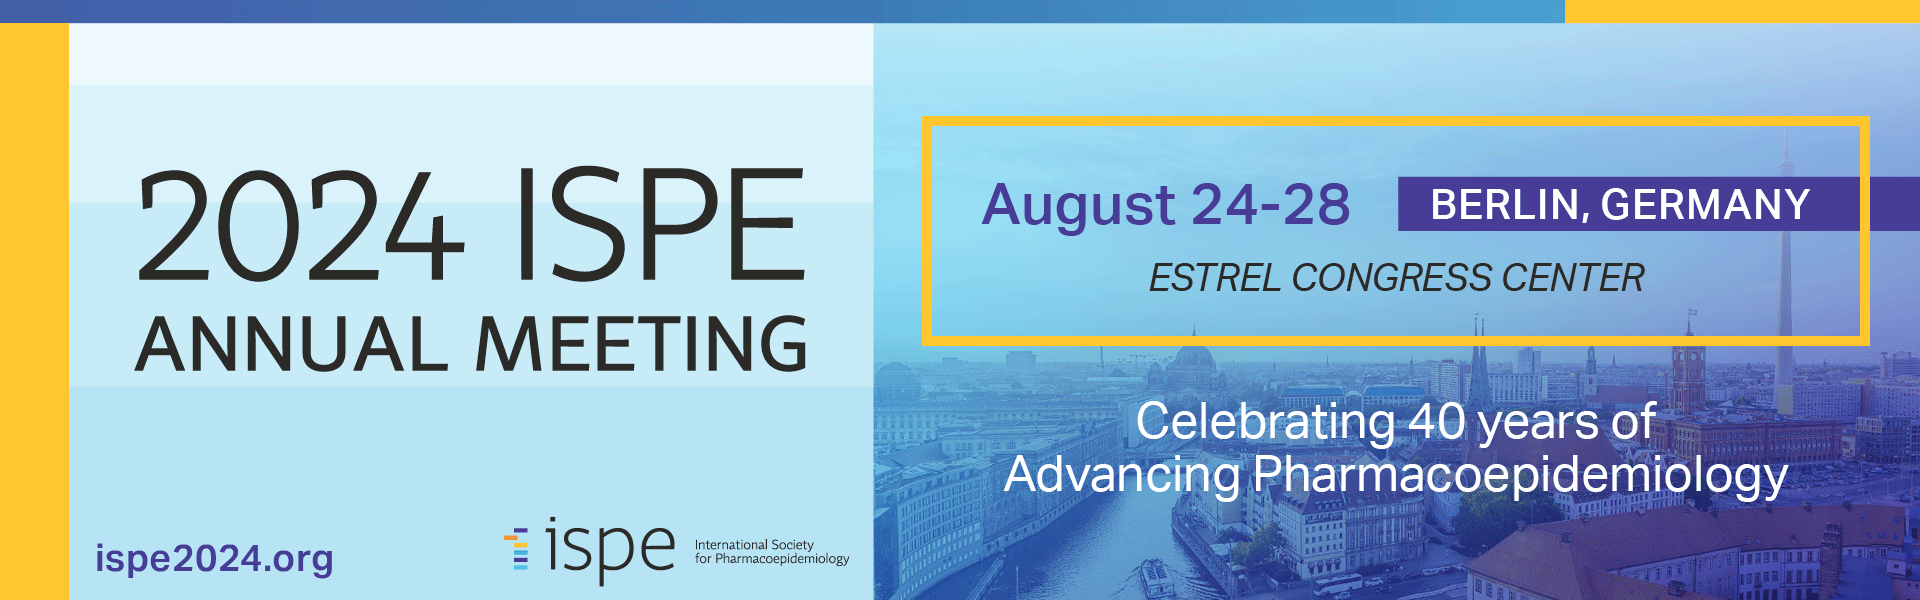 2024 ISPE
ANNUAL MEETING
ispe2024.org
ispe
International Society
for Pharmacoepidemiology
August 24-28
BERLIN, GERMANY
ESTREL CONGRESS CENTER
Celebrating 40 years of
Advancing Pharmacoepidemiology